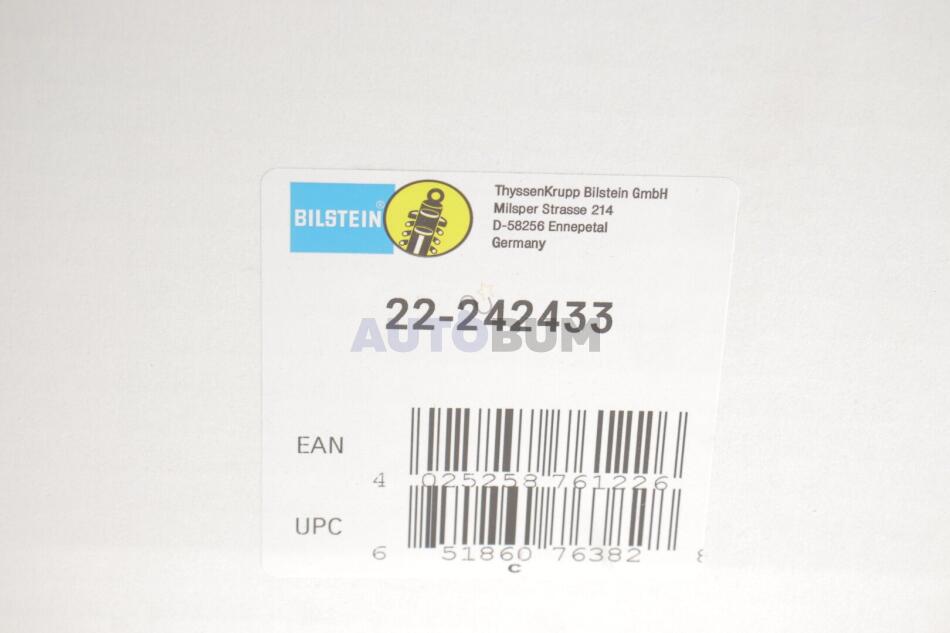 BILSTEIN®
ThyssenKrupp Bilstein GmbH
Milsper Strasse 214
D-58256 Ennepetal
Germany
22-242433
AUTOBUM
EAN
4 025258 761226
UPC
6 51860 76382 8
C